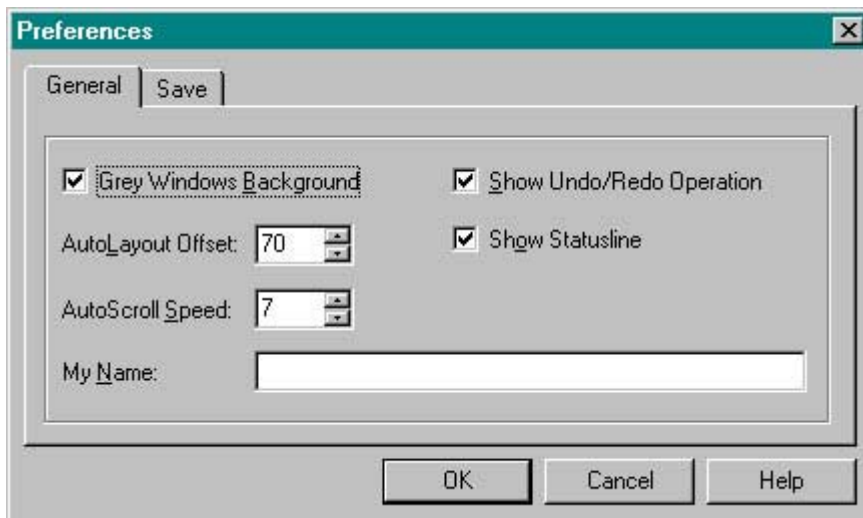 Preferences
General Save
Grey Windows Background
Show Undo/Redo Operation
AutoLayout Offset: 70
Show Statusline
AutoScroll Speed: 7
My Name:
OK Cancel Help